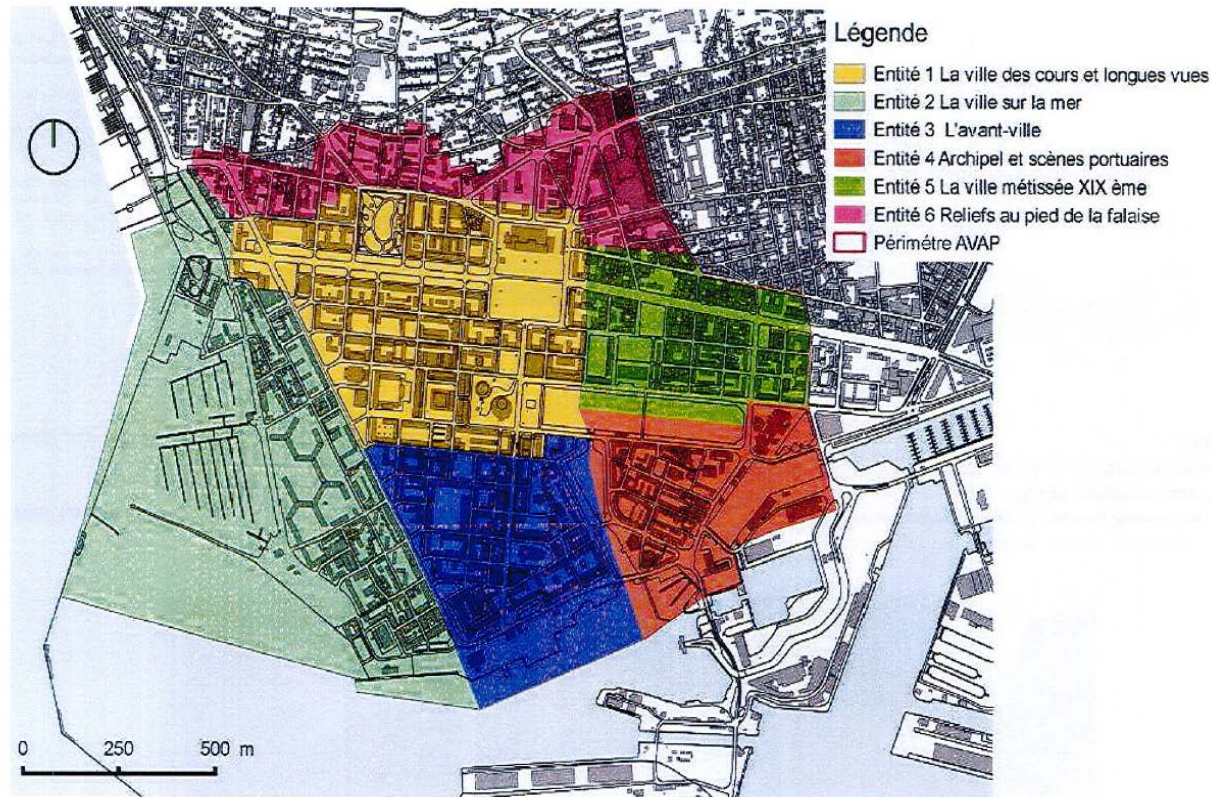 Légende
Entité 1 La ville des cours et longues vues
Entité 2 La ville sur la mer
Entité 3 L'avant-ville
Entité 4 Archipel et scènes portuaires
Entité 5 La ville métissée XIX ème
Entité 6 Reliefs au pied de la falaise
Périmètre AVAP
0 250 500 m